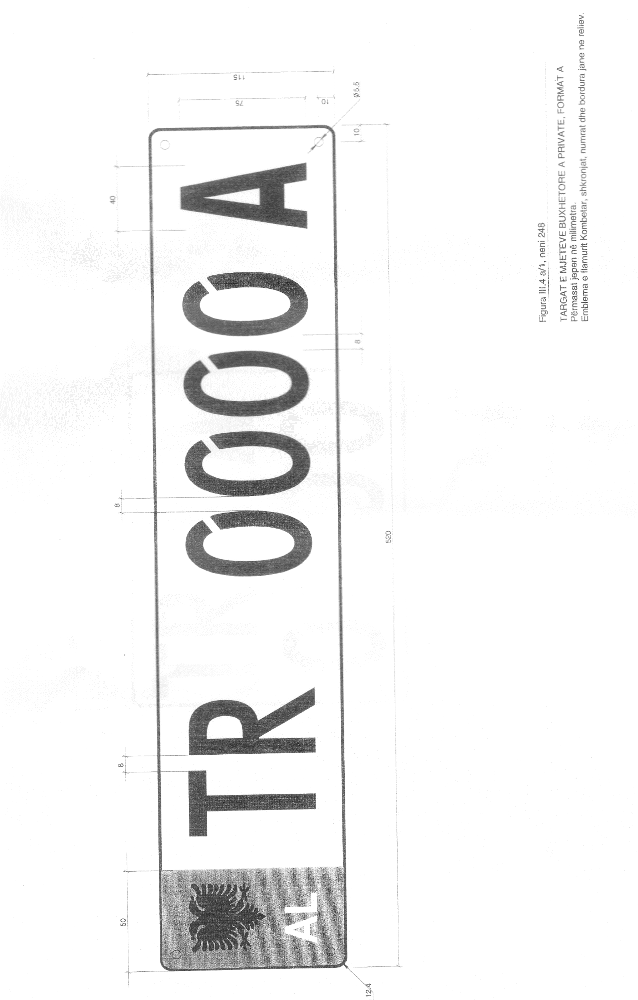 115
75
10
Ø5.5
10
40
8
8
520
8
50
12.4
AL
TR 0000 A
Figura III.4 a/1, neni 248
TARGAT E MJETEVE BUXHETORE A PRIVATE, FORMAT A
Përmasat jepen në milimetra.
Emblema e flamurit Kombetar, shkronjat, numrat dhe bordura jane ne reliev.